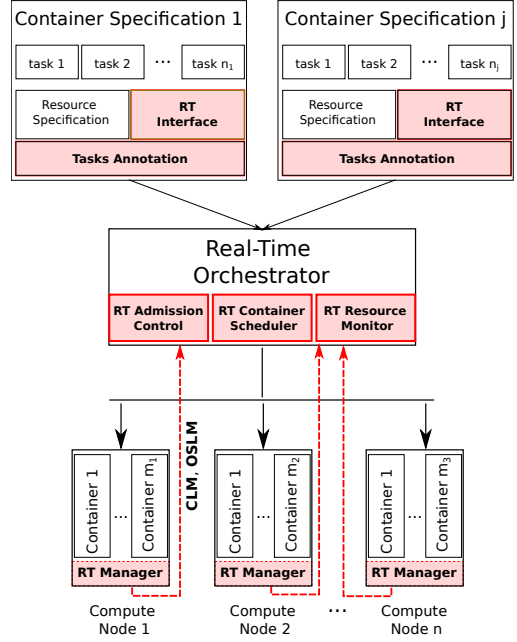 Container Specification 1
task 1 task 2 ... task n1
Resource Specification
RT Interface
Tasks Annotation
Container Specification j
task 1 task 2 ... task nj
Resource Specification
RT Interface
Tasks Annotation
Real-Time
Orchestrator
RT Admission Control
RT Container Scheduler
RT Resource Monitor
CLM, OSLM
Container 1 ... Container m1
RT Manager
Compute
Node 1
Container 1 ... Container m2
RT Manager
Compute
Node 2
...
Container 1 ... Container m3
RT Manager
Compute
Node n